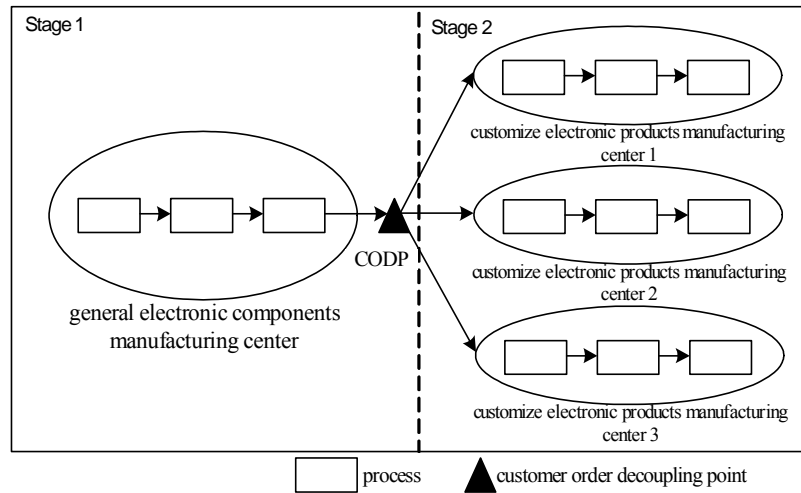 Stage 1
Stage 2
customize electronic products manufacturing
center 1
CODP
general electronic components
manufacturing center
customize electronic products manufacturing
center 2
customize electronic products manufacturing
center 3
process
customer order decoupling point